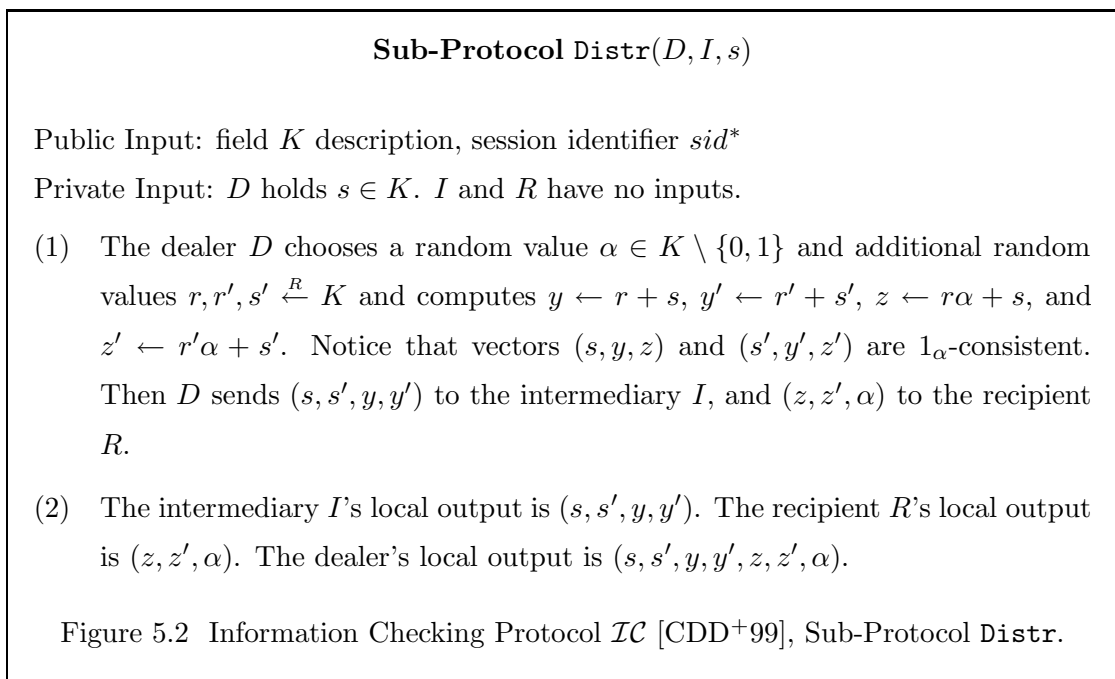 Sub-Protocol Distr(D, I, s)
Public Input: field K description, session identifier sid*
Private Input: D holds s ∈ K. I and R have no inputs.
(1) The dealer D chooses a random value α ∈ K \ {0, 1} and additional random
values r, r′, s′ ←ᴿ K and computes y ← r + s, y′ ← r′ + s′, z ← rα + s, and
z′ ← r′α + s′. Notice that vectors (s, y, z) and (s′, y′, z′) are 1_α-consistent.
Then D sends (s, s′, y, y′) to the intermediary I, and (z, z′, α) to the recipient
R.
(2) The intermediary I's local output is (s, s′, y, y′). The recipient R's local output
is (z, z′, α). The dealer's local output is (s, s′, y, y′, z, z′, α).
Figure 5.2 Information Checking Protocol 𝓘𝓒 [CDD⁺99], Sub-Protocol Distr.